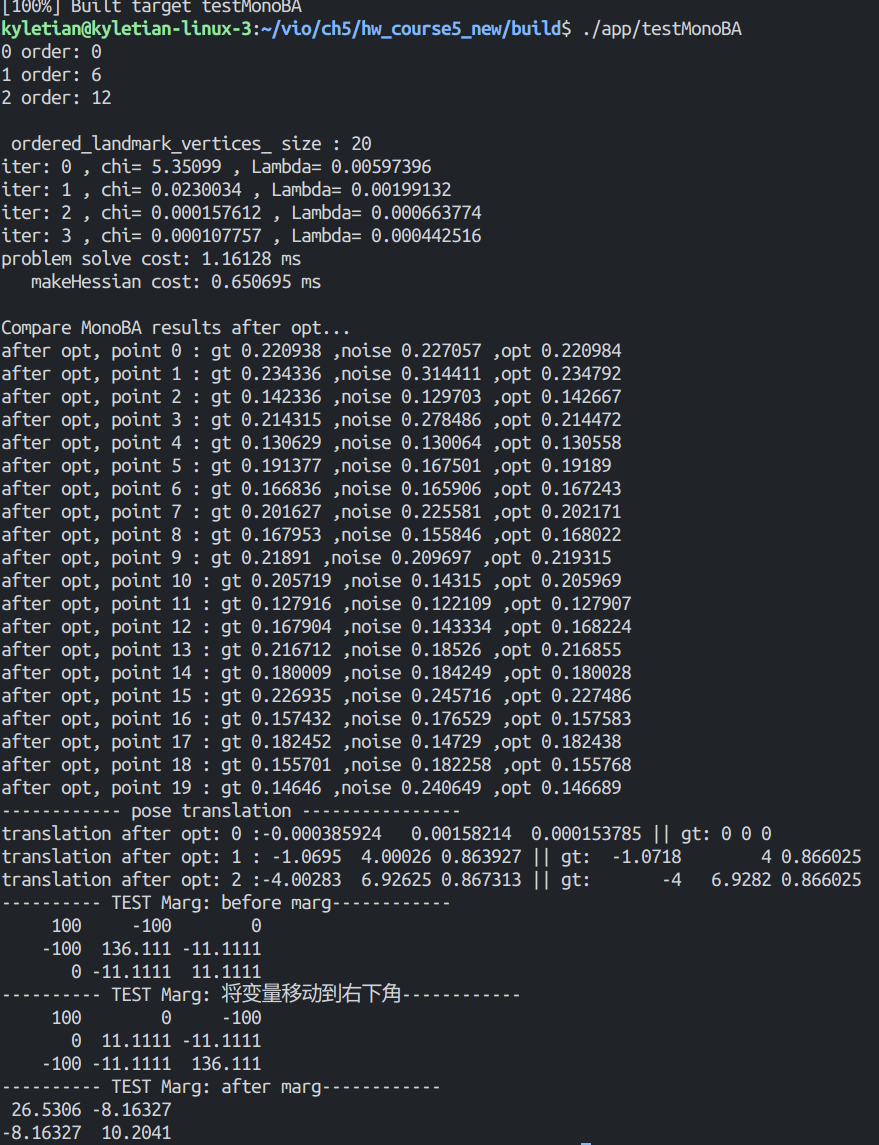 [100%] Built target testMonoBA
kyletian@kyletian-linux-3:~/vio/ch5/hw_course5_new/build$ ./app/testMonoBA
0 order: 0
1 order: 6
2 order: 12
ordered_landmark_vertices_ size : 20
iter: 0 , chi= 5.35099 , Lambda= 0.00597396
iter: 1 , chi= 0.0230034 , Lambda= 0.00199132
iter: 2 , chi= 0.000157612 , Lambda= 0.000663774
iter: 3 , chi= 0.000107757 , Lambda= 0.000442516
problem solve cost: 1.16128 ms
makeHessian cost: 0.650695 ms
Compare MonoBA results after opt...
after opt, point 0 : gt 0.220938 ,noise 0.227057 ,opt 0.220984
after opt, point 1 : gt 0.234336 ,noise 0.314411 ,opt 0.234792
after opt, point 2 : gt 0.142336 ,noise 0.129703 ,opt 0.142667
after opt, point 3 : gt 0.214315 ,noise 0.278486 ,opt 0.214472
after opt, point 4 : gt 0.130629 ,noise 0.130064 ,opt 0.130558
after opt, point 5 : gt 0.191377 ,noise 0.167501 ,opt 0.19189
after opt, point 6 : gt 0.166836 ,noise 0.165906 ,opt 0.167243
after opt, point 7 : gt 0.201627 ,noise 0.225581 ,opt 0.202171
after opt, point 8 : gt 0.167953 ,noise 0.155846 ,opt 0.168022
after opt, point 9 : gt 0.21891 ,noise 0.209697 ,opt 0.219315
after opt, point 10 : gt 0.205719 ,noise 0.14315 ,opt 0.205969
after opt, point 11 : gt 0.127916 ,noise 0.122109 ,opt 0.127907
after opt, point 12 : gt 0.167904 ,noise 0.143334 ,opt 0.168224
after opt, point 13 : gt 0.216712 ,noise 0.18526 ,opt 0.216855
after opt, point 14 : gt 0.180009 ,noise 0.184249 ,opt 0.180028
after opt, point 15 : gt 0.226935 ,noise 0.245716 ,opt 0.227486
after opt, point 16 : gt 0.157432 ,noise 0.176529 ,opt 0.157583
after opt, point 17 : gt 0.182452 ,noise 0.14729 ,opt 0.182438
after opt, point 18 : gt 0.155701 ,noise 0.182258 ,opt 0.155768
after opt, point 19 : gt 0.14646 ,noise 0.240649 ,opt 0.146689
------------ pose translation ----------------
translation after opt: 0 :-0.000385924 0.00158214 0.000153785 || gt: 0 0 0
translation after opt: 1 : -1.0695 4.00026 0.863927 || gt: -1.0718 4 0.866025
translation after opt: 2 :-4.00283 6.92625 0.867313 || gt: -4 6.9282 0.866025
---------- TEST Marg: before marg------------
100 -100 0
-100 136.111 -11.1111
0 -11.1111 11.1111
---------- TEST Marg: 将变量移动到右下角------------
100 0 -100
0 11.1111 -11.1111
-100 -11.1111 136.111
---------- TEST Marg: after marg------------
26.5306 -8.16327
-8.16327 10.2041